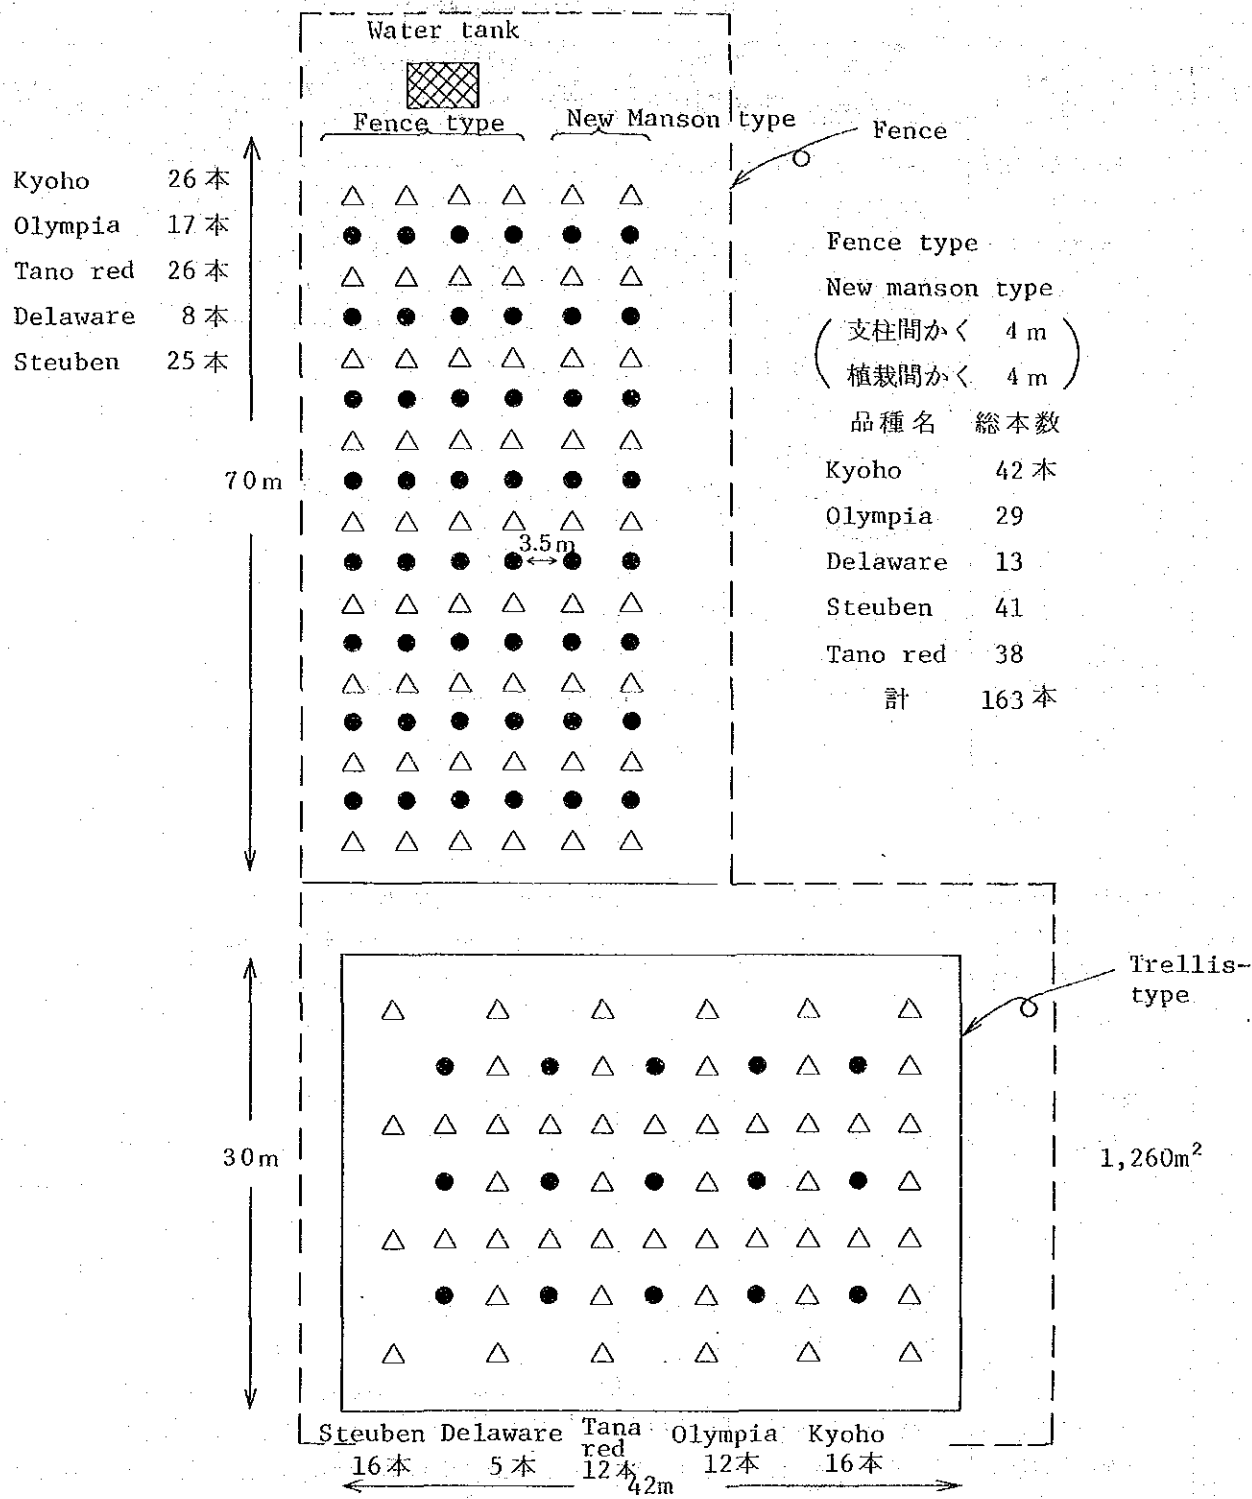 Water tank
Fence type
New Manson type
Fence
Kyoho 26本
Olympia 17本
Tano red 26本
Delaware 8本
Steuben 25本
70m
3.5m
Fence type
New manson type
支柱間かく 4m
植栽間かく 4m
品種名 総本数
Kyoho 42本
Olympia 29
Delaware 13
Steuben 41
Tano red 38
計 163本
Trellis-
type
30m
1,260m²
Steuben Delaware Tana red Olympia Kyoho
16本 5本 12本 12本 16本
42m